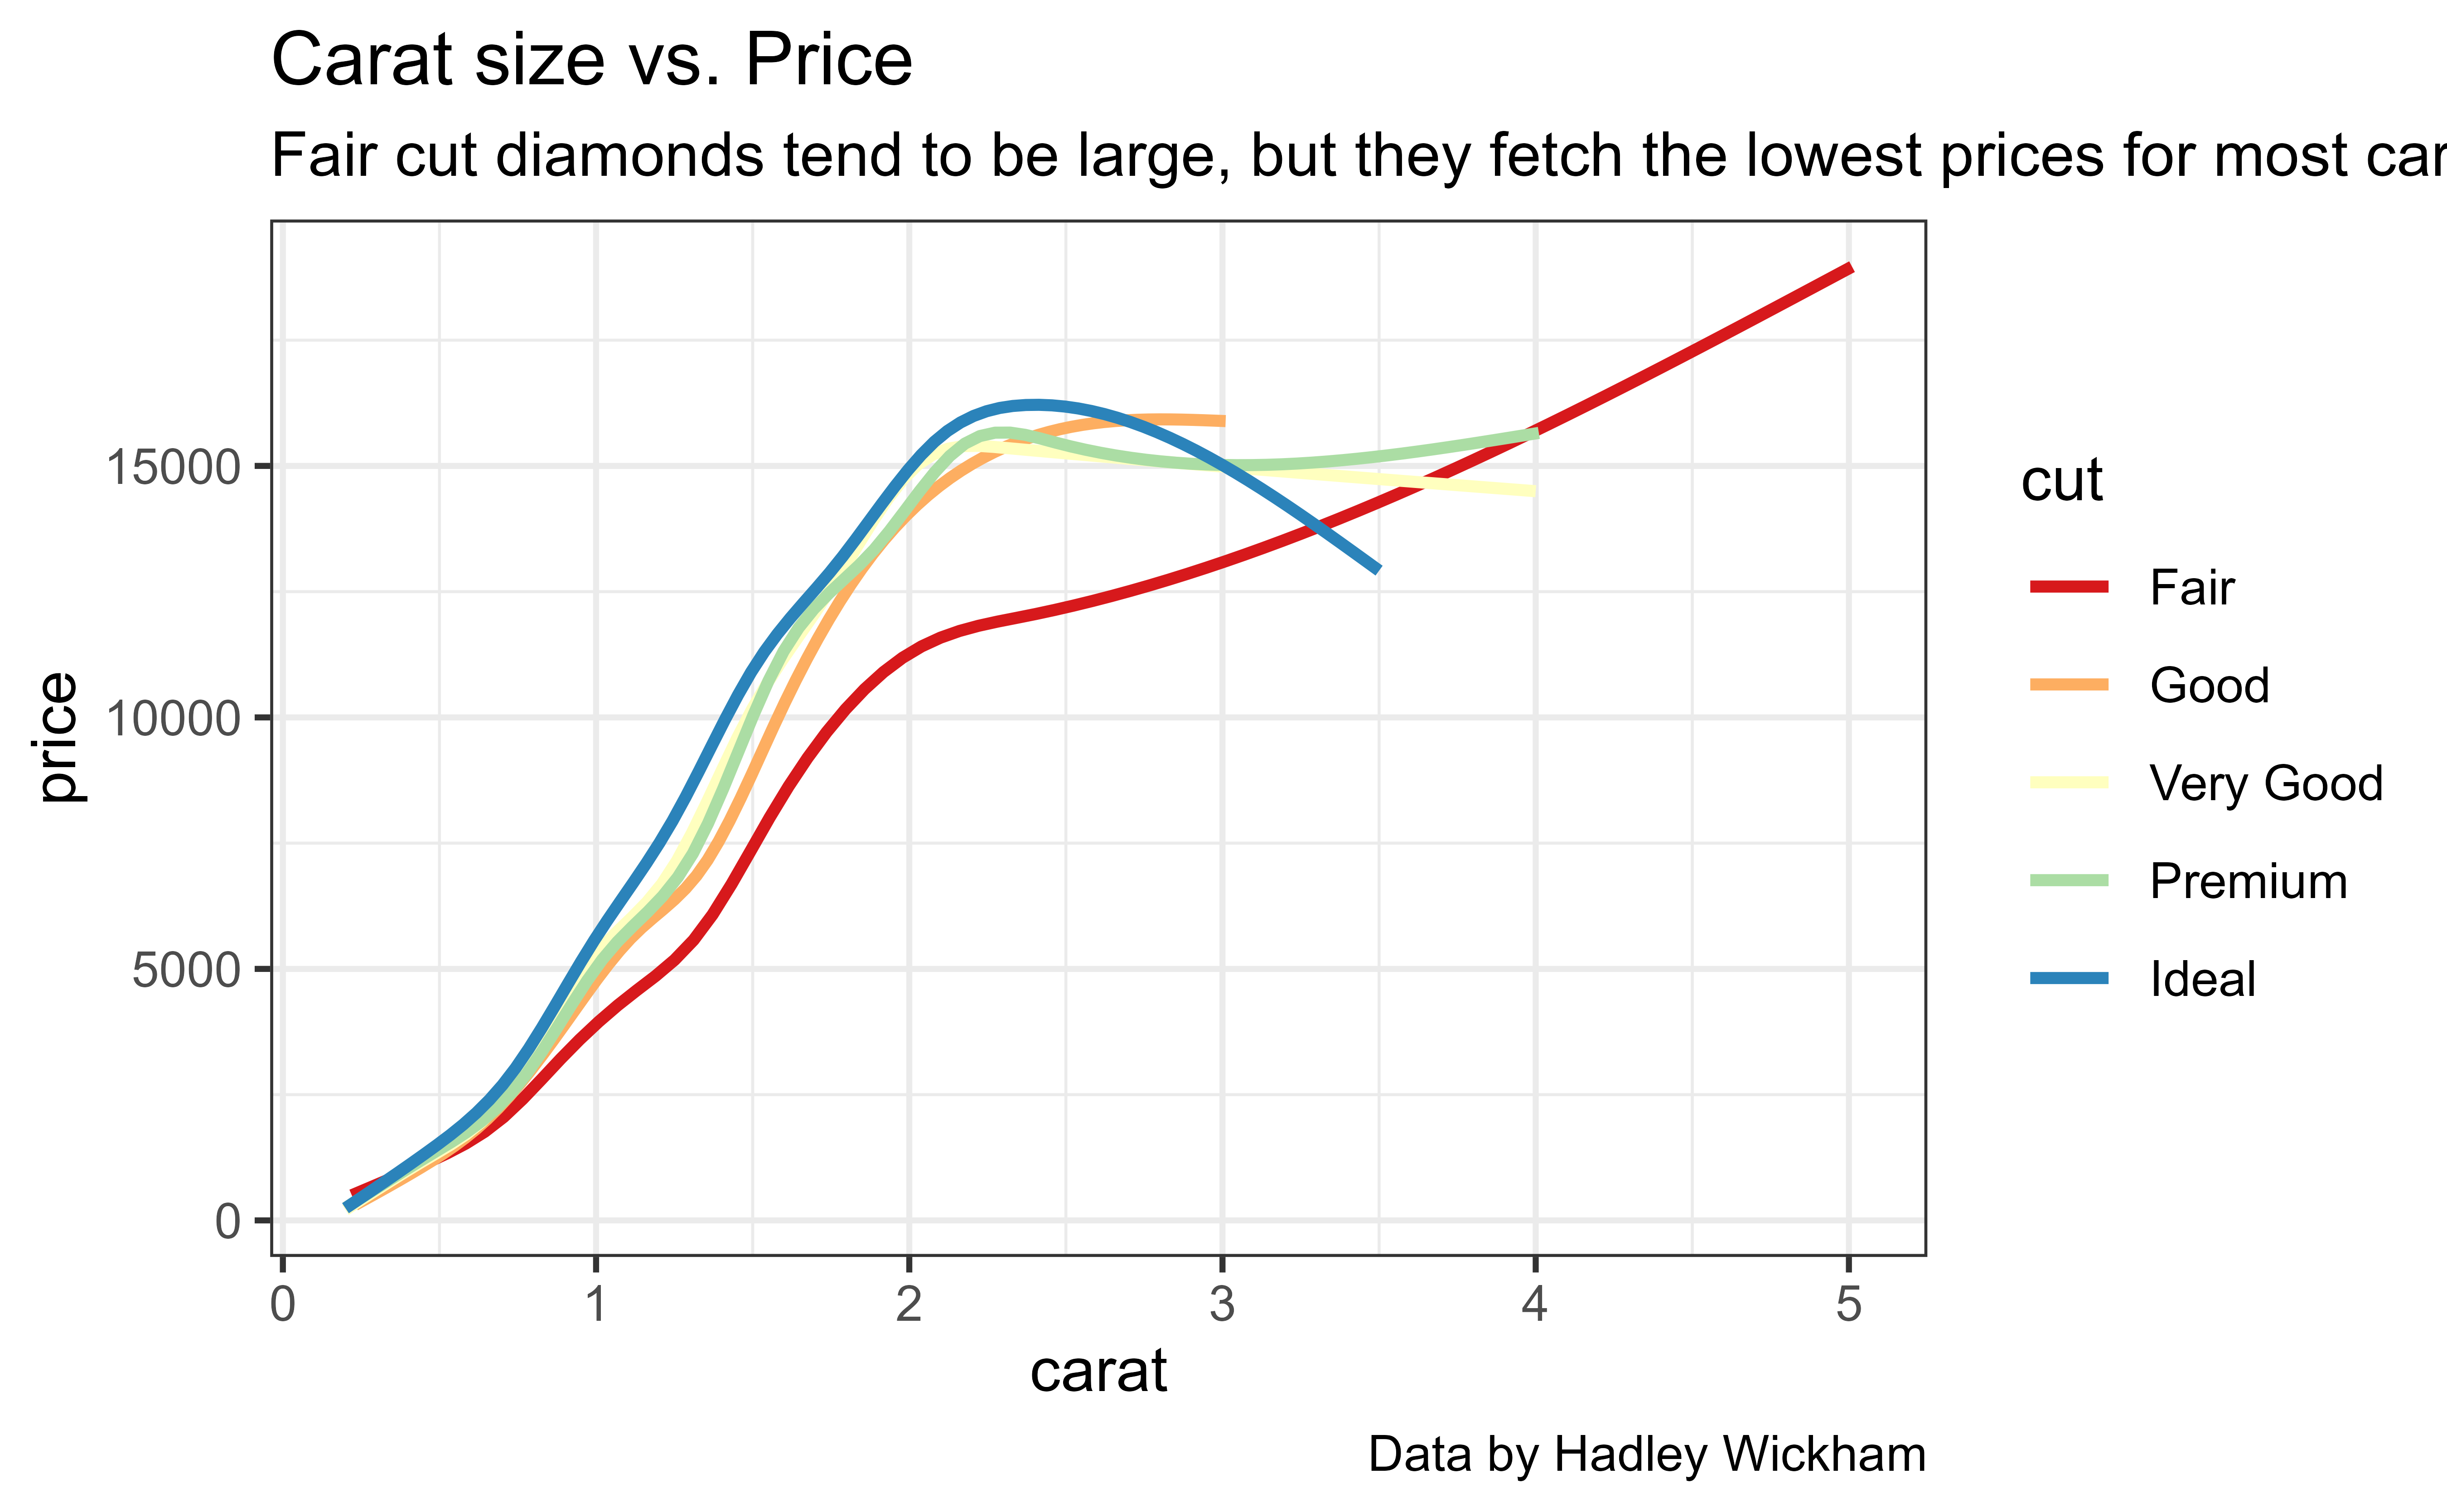 Carat size vs. Price
Fair cut diamonds tend to be large, but they fetch the lowest prices for most
price
15000
10000
5000
0
0 1 2 3 4 5
carat
cut
Fair
Good
Very Good
Premium
Ideal
Data by Hadley Wickham